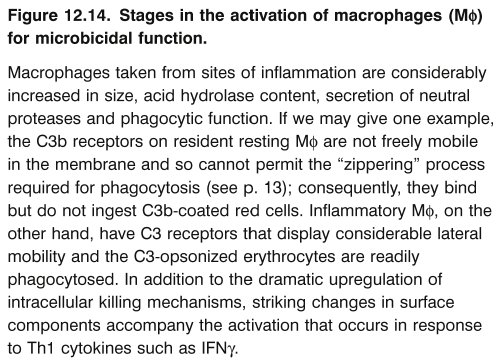 Figure 12.14. Stages in the activation of macrophages (Mϕ)
for microbicidal function.
Macrophages taken from sites of inflammation are considerably
increased in size, acid hydrolase content, secretion of neutral
proteases and phagocytic function. If we may give one example,
the C3b receptors on resident resting Mϕ are not freely mobile
in the membrane and so cannot permit the “zippering” process
required for phagocytosis (see p. 13); consequently, they bind
but do not ingest C3b-coated red cells. Inflammatory Mϕ, on the
other hand, have C3 receptors that display considerable lateral
mobility and the C3-opsonized erythrocytes are readily
phagocytosed. In addition to the dramatic upregulation of
intracellular killing mechanisms, striking changes in surface
components accompany the activation that occurs in response
to Th1 cytokines such as IFNγ.